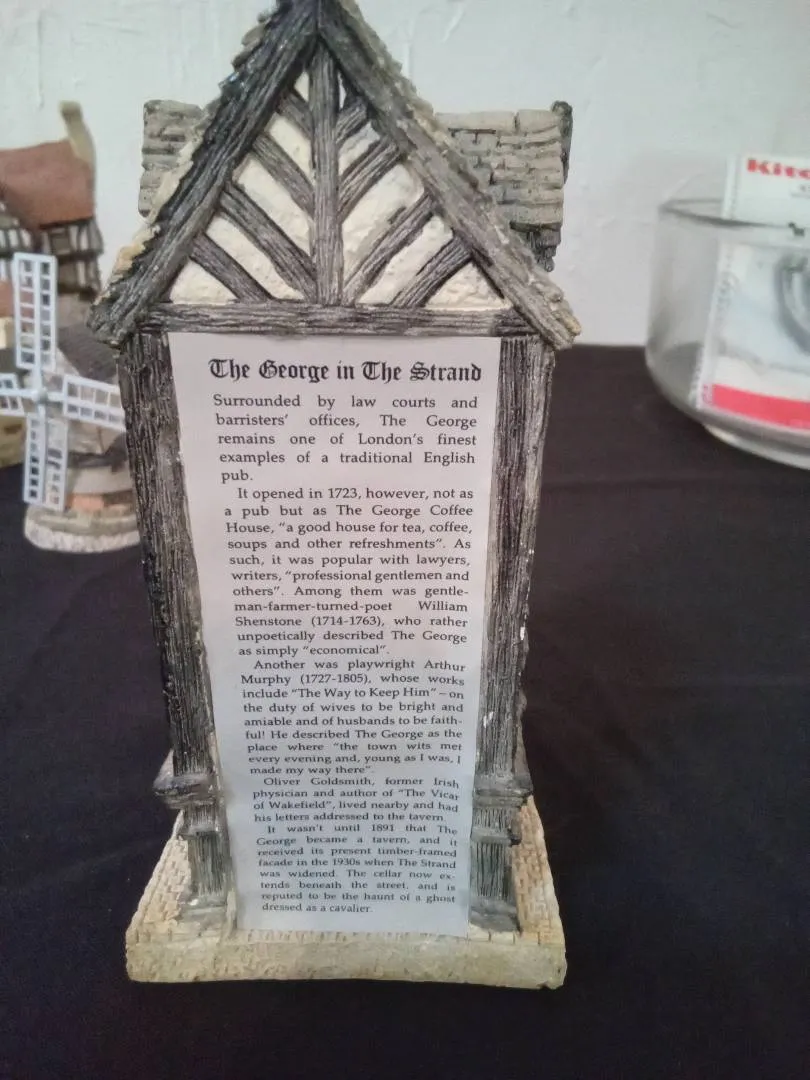 The George in The Strand
Surrounded by law courts and
barristers' offices, The George
remains one of London's finest
examples of a traditional English
pub.
It opened in 1723, however, not as
a pub but as The George Coffee
House, "a good house for tea, coffee,
soups and other refreshments". As
such, it was popular with lawyers,
writers, "professional gentlemen and
others". Among them was gentle-
man-farmer-turned-poet William
Shenstone (1714-1763), who rather
unpoetically described The George
as simply "economical".
Another was playwright Arthur
Murphy (1727-1805), whose works
include "The Way to Keep Him" – on
the duty of wives to be bright and
amiable and of husbands to be faith-
ful! He described The George as the
place where "the town wits met
every evening and, young as I was, I
made my way there".
Oliver Goldsmith, former Irish
physician and author of "The Vicar
of Wakefield", lived nearby and had
his letters addressed to the tavern.
It wasn't until 1891 that The
George became a tavern, and it
received its present timber-framed
facade in the 1930s when The Strand
was widened. The cellar now ex-
tends beneath the street, and is
reputed to be the haunt of a ghost
dressed as a cavalier.